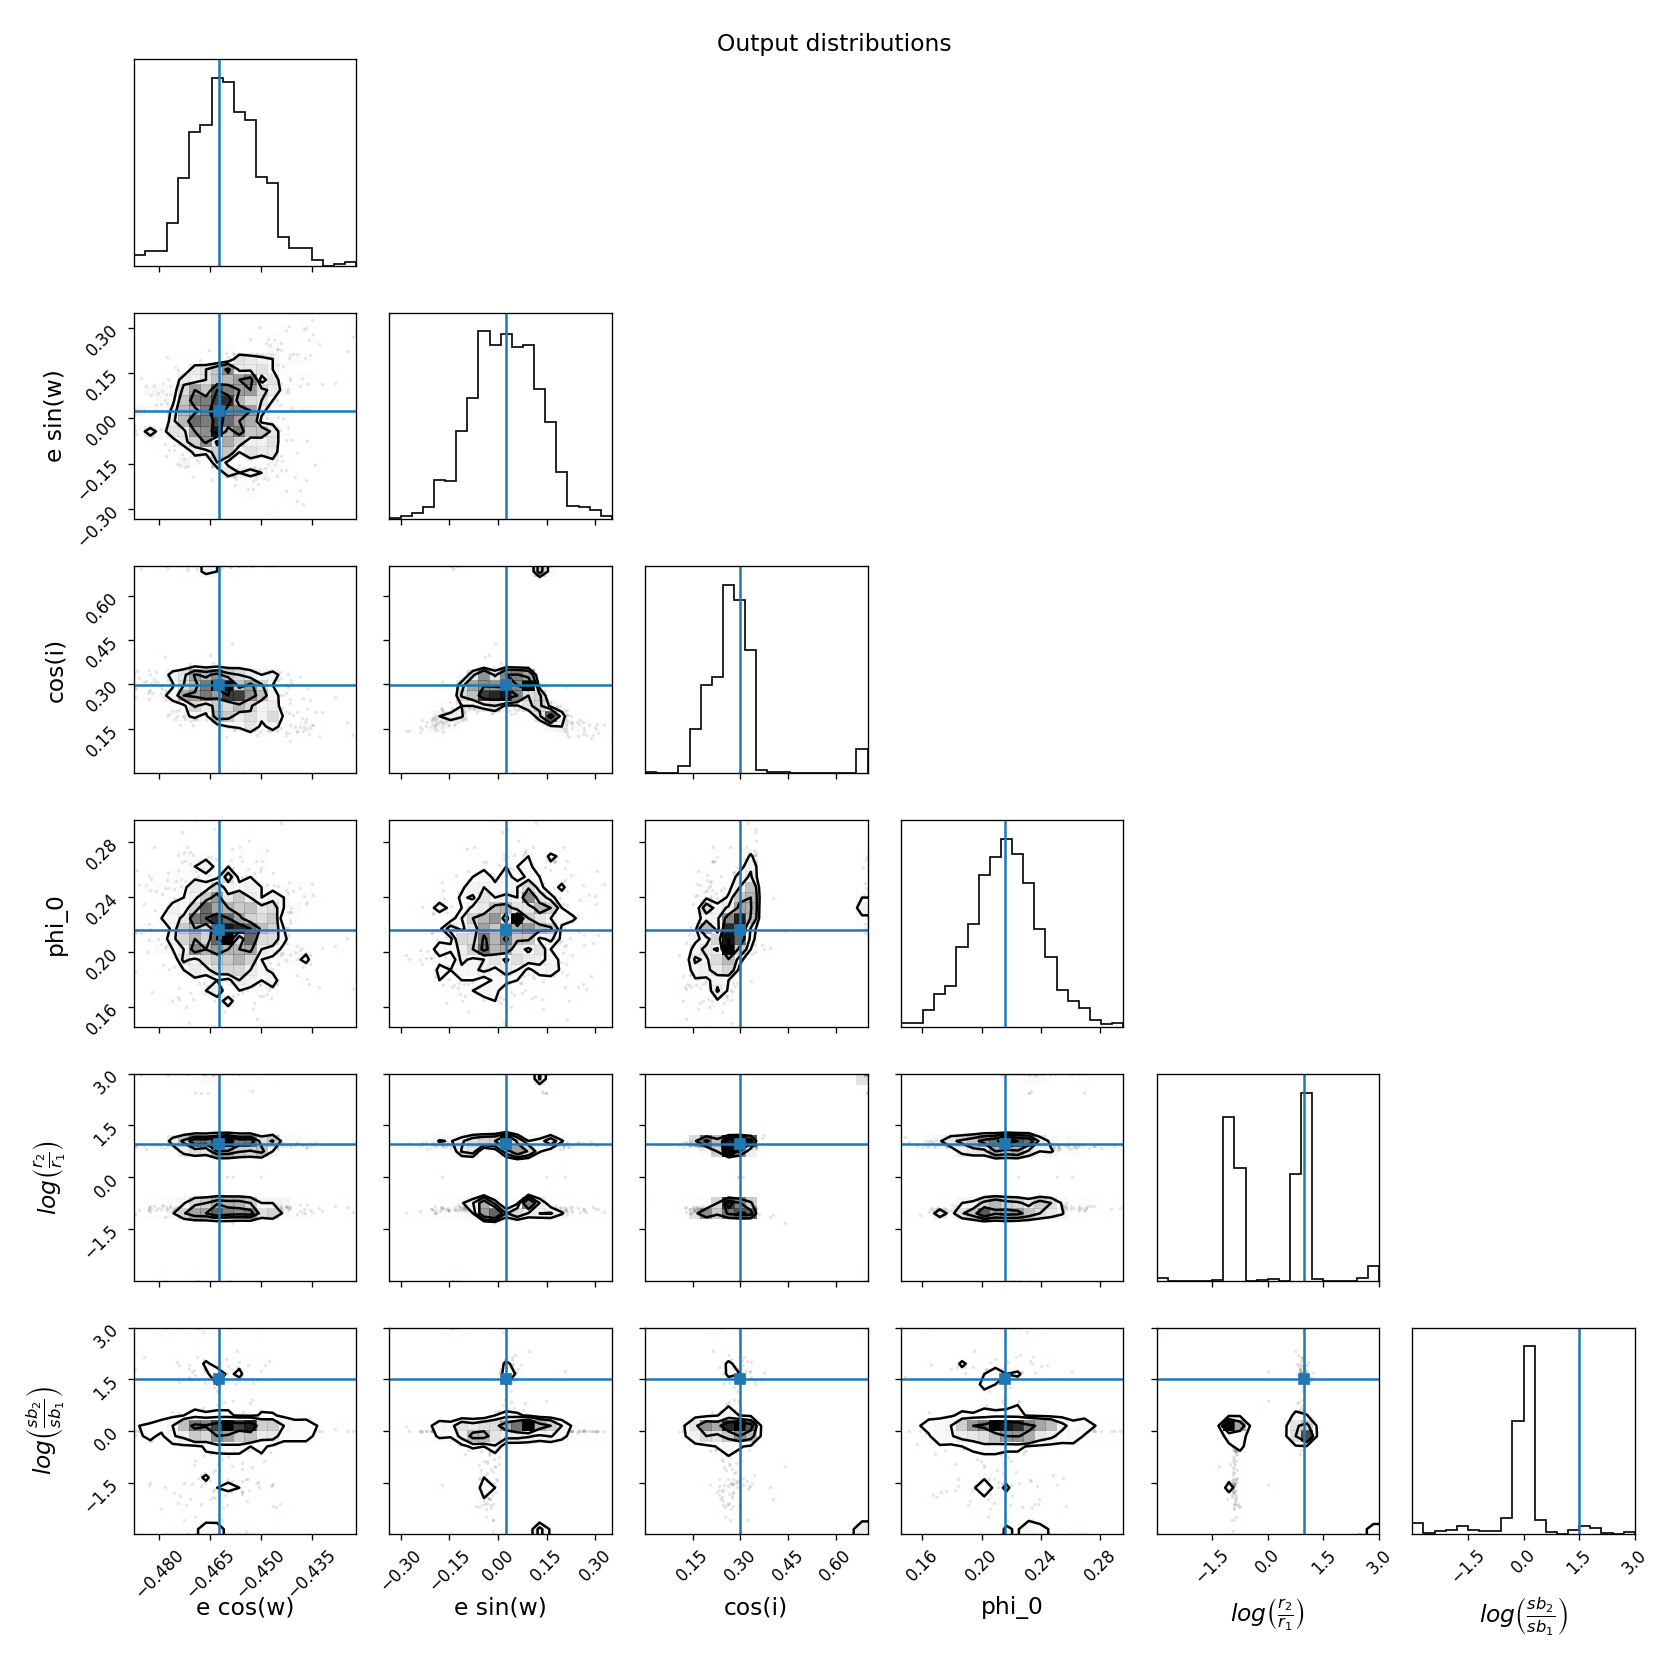 Output distributions
e sin(w)
0.30
0.15
0.00
−0.15
−0.30
cos(i)
0.60
0.45
0.30
0.15
phi_0
0.28
0.24
0.20
0.16
log(r₂/r₁)
3.0
1.5
0.0
−1.5
log(sb₂/sb₁)
3.0
1.5
0.0
−1.5
−0.480 −0.465 −0.450 −0.435
−0.30 −0.15 0.00 0.15 0.30
0.15 0.30 0.45 0.60
0.16 0.20 0.24 0.28
−1.5 0.0 1.5 3.0
−1.5 0.0 1.5 3.0
e cos(w)
e sin(w)
cos(i)
phi_0
log(r₂/r₁)
log(sb₂/sb₁)